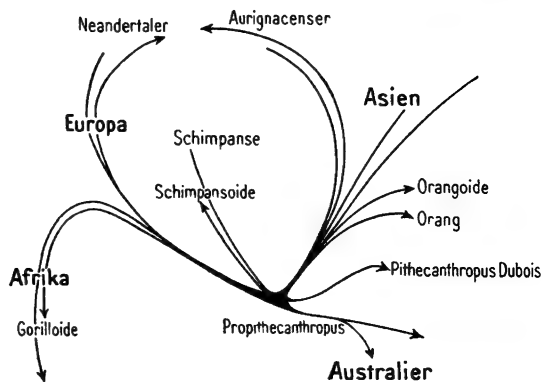 Neandertaler
Aurignacenser
Asien
Europa
Schimpanse
Schimpansoide
Orangoide
Orang
Pithecanthropus Dubois
Afrika
Gorilloide
Propithecanthropus
Australier